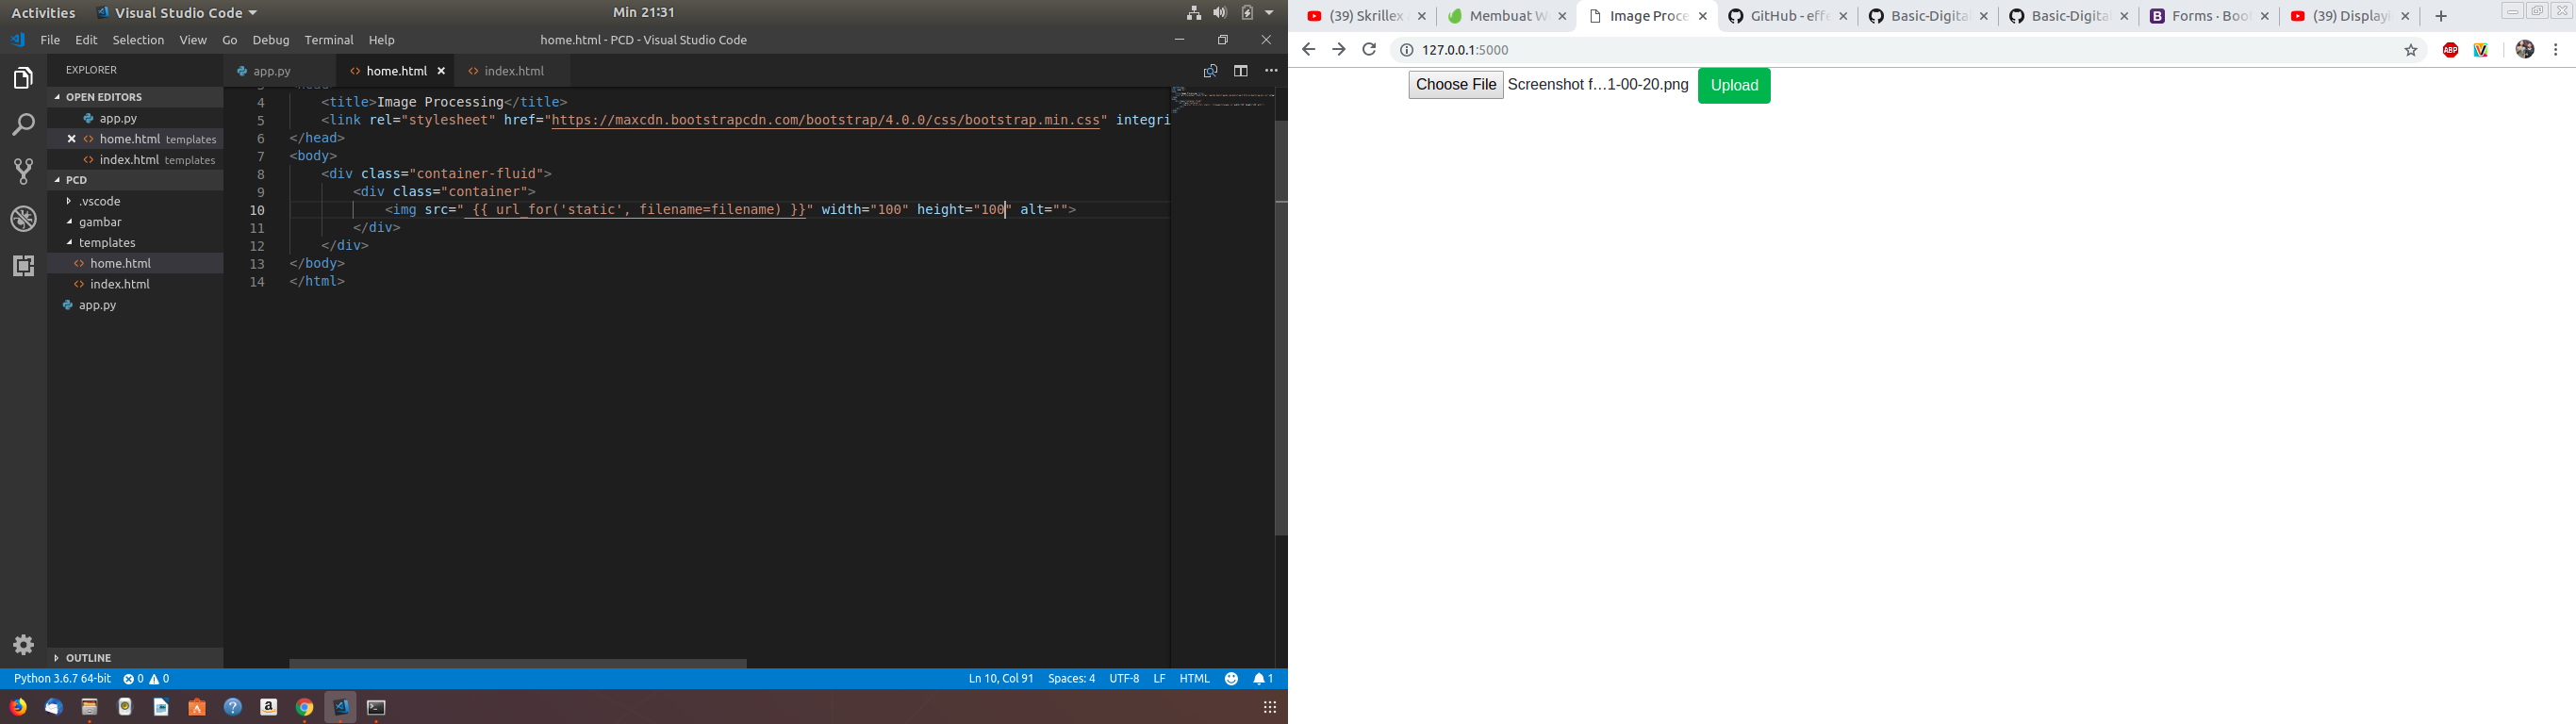 Activities Visual Studio Code Min 21:31
File Edit Selection View Go Debug Terminal Help home.html - PCD - Visual Studio Code
EXPLORER
OPEN EDITORS
app.py
home.html templates
index.html templates
PCD
.vscode
gambar
templates
home.html
index.html
app.py
OUTLINE
app.py home.html index.html
4 <title>Image Processing</title>
5 <link rel="stylesheet" href="https://maxcdn.bootstrapcdn.com/bootstrap/4.0.0/css/bootstrap.min.css" integri
6 </head>
7 <body>
8 <div class="container-fluid">
9 <div class="container">
10 <img src=" {{ url_for('static', filename=filename) }}" width="100" height="100" alt="">
11 </div>
12 </div>
13 </body>
14 </html>
Python 3.6.7 64-bit 0 0 Ln 10, Col 91 Spaces: 4 UTF-8 LF HTML 1
(39) Skrillex Membuat W Image Proce GitHub - effe Basic-Digital Basic-Digital Forms · Boo (39) Displayi
127.0.0.1:5000
ABP
Choose File Screenshot f…1-00-20.png Upload